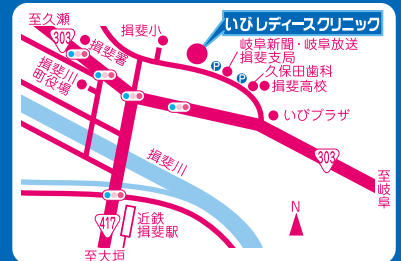 至久瀬
303
揖斐署
揖斐小
いびレディースクリニック
岐阜新聞・岐阜放送
揖斐支局
P
久保田歯科
P
揖斐高校
揖斐川
町役場
いびプラザ
揖斐川
303
至岐阜
417
近鉄
揖斐駅
N
至大垣